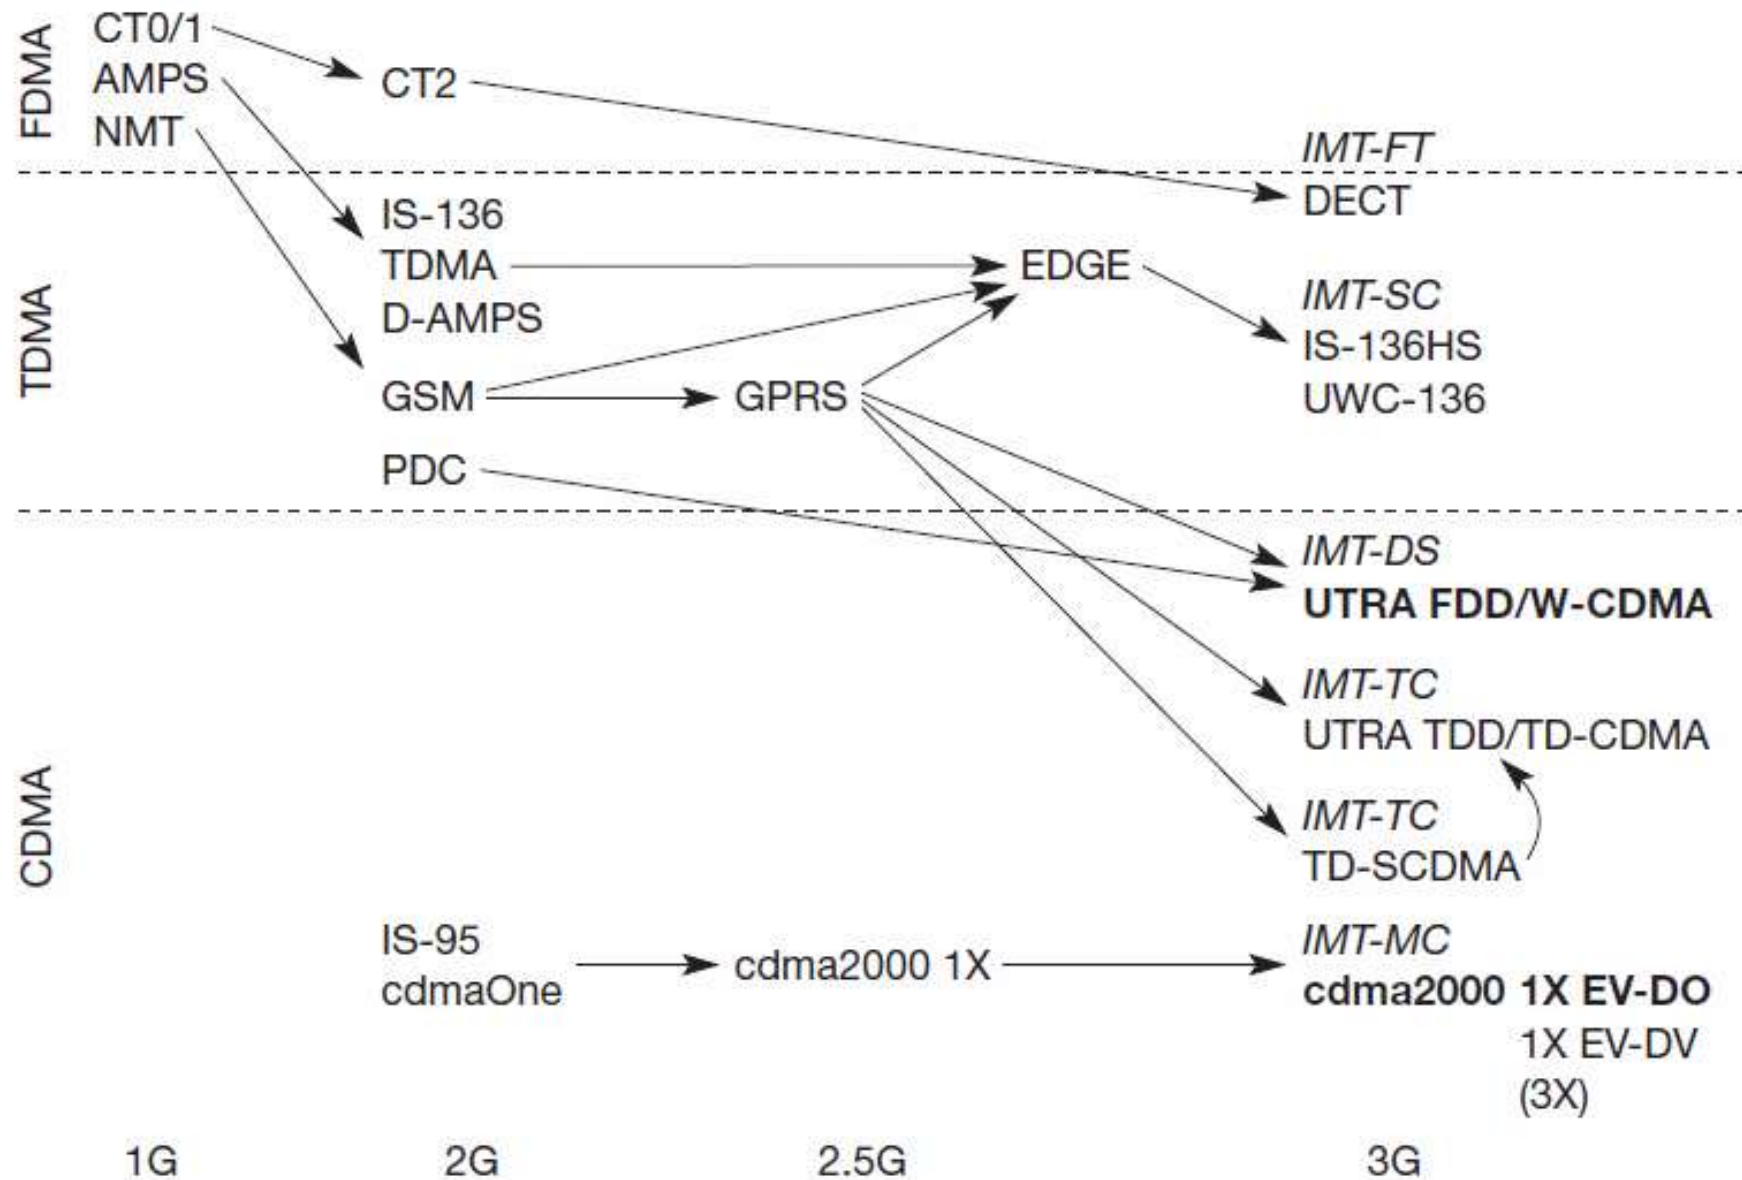 FDMA
CT0/1
AMPS
NMT
CT2
IMT-FT
DECT
TDMA
IS-136
TDMA
D-AMPS
EDGE
IMT-SC
IS-136HS
UWC-136
GSM
GPRS
PDC
CDMA
IMT-DS
UTRA FDD/W-CDMA
IMT-TC
UTRA TDD/TD-CDMA
IMT-TC
TD-SCDMA
IS-95
cdmaOne
cdma2000 1X
IMT-MC
cdma2000 1X EV-DO
1X EV-DV
(3X)
1G
2G
2.5G
3G